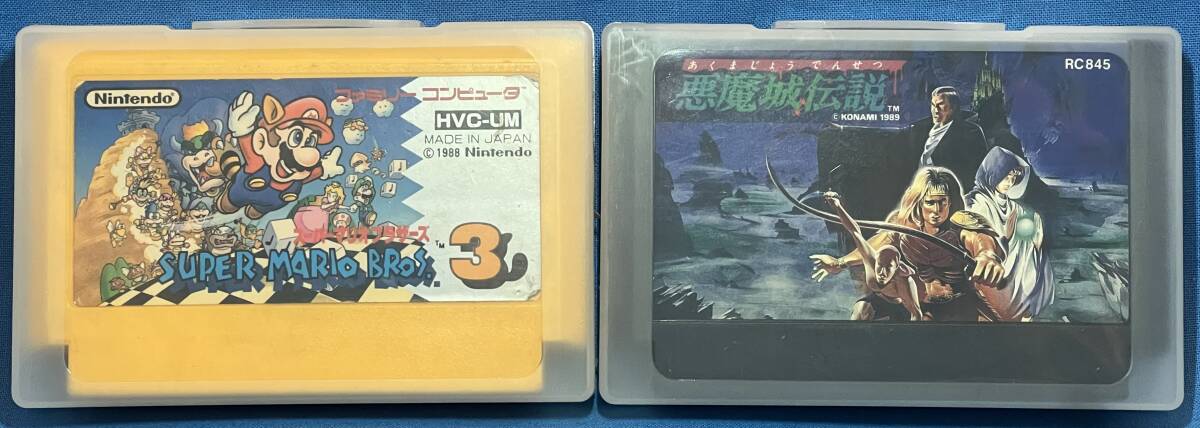 Nintendo
ファミリーコンピュータ
HVC-UM
MADE IN JAPAN
© 1988 Nintendo
スーパーマリオブラザーズ
SUPER MARIO BROS. 3
TM
あくまじょうでんせつ
悪魔城伝説
TM
© KONAMI 1989
RC845